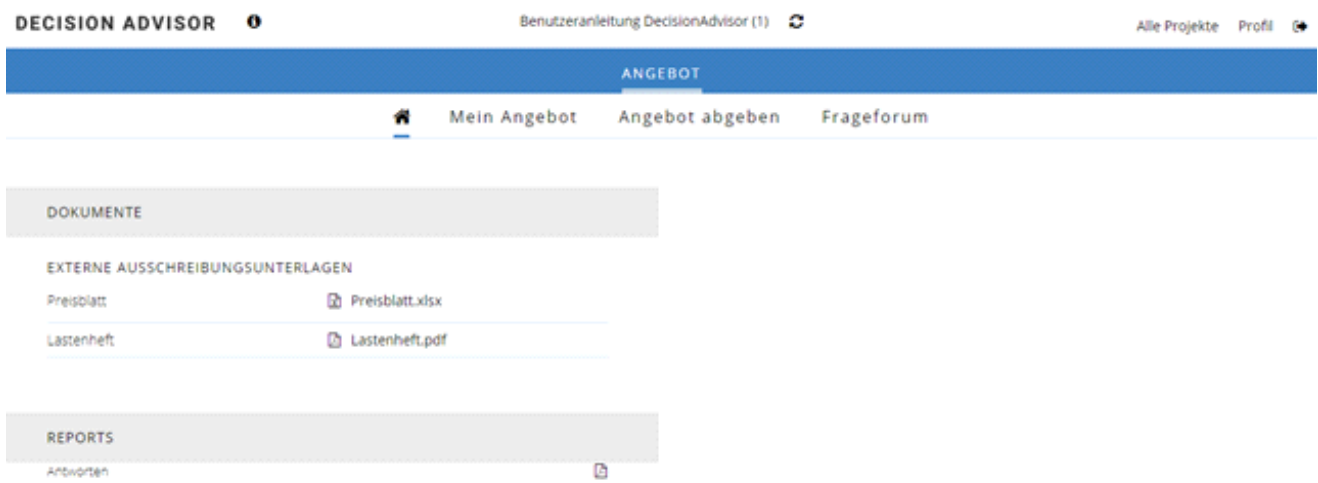 DECISION ADVISOR Benutzeranleitung DecisionAdvisor (1) Alle Projekte Profil
ANGEBOT
Mein Angebot Angebot abgeben Frageforum
DOKUMENTE
EXTERNE AUSSCHREIBUNGSUNTERLAGEN
Preisblatt Preisblatt.xlsx
Lastenheft Lastenheft.pdf
REPORTS
Antworten